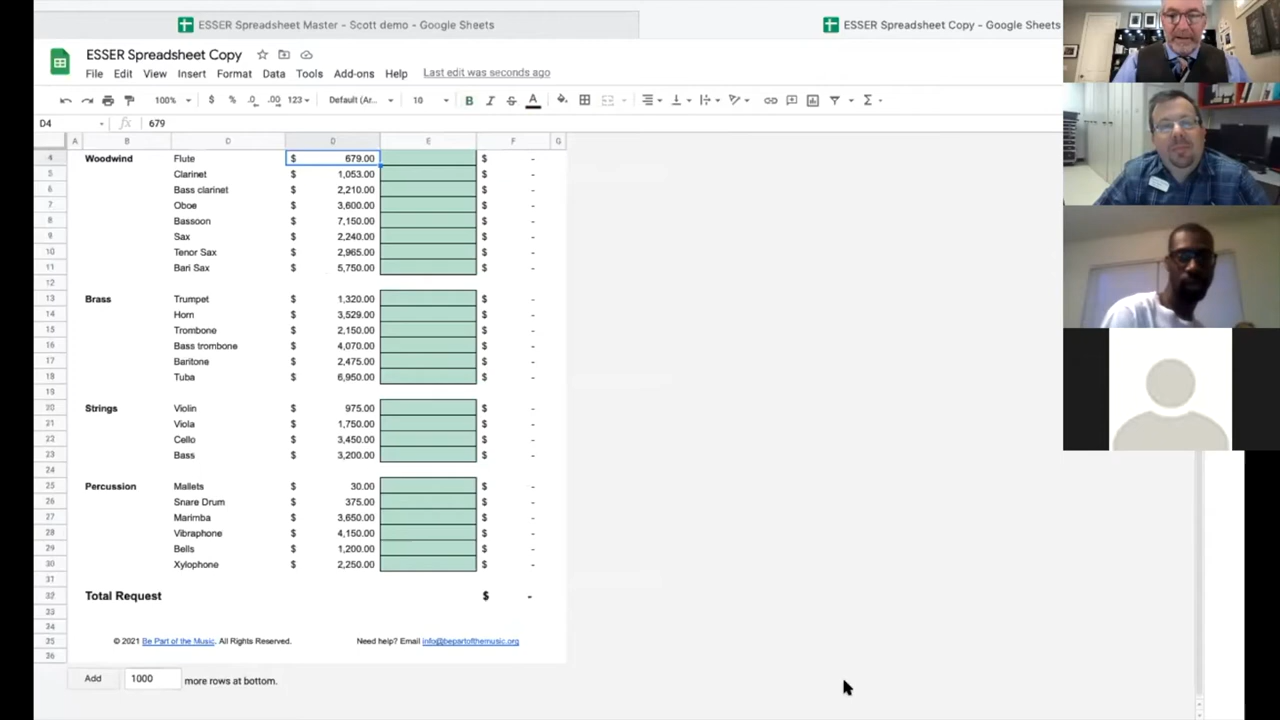 ESSER Spreadsheet Master - Scott demo - Google Sheets
ESSER Spreadsheet Copy - Google Sheets
ESSER Spreadsheet Copy
File Edit View Insert Format Data Tools Add-ons Help Last edit was seconds ago
100% $ % .0 .00 123 Default (Ar... 10 B I S A
D4 fx 679
A B C D E F G
4 Woodwind Flute $ 679.00 $ -
5 Clarinet $ 1,053.00 $ -
6 Bass clarinet $ 2,210.00 $ -
7 Oboe $ 3,600.00 $ -
8 Bassoon $ 7,150.00 $ -
9 Sax $ 2,240.00 $ -
10 Tenor Sax $ 2,965.00 $ -
11 Bari Sax $ 5,750.00 $ -
12
13 Brass Trumpet $ 1,320.00 $ -
14 Horn $ 3,529.00 $ -
15 Trombone $ 2,150.00 $ -
16 Bass trombone $ 4,070.00 $ -
17 Baritone $ 2,475.00 $ -
18 Tuba $ 6,950.00 $ -
19
20 Strings Violin $ 975.00 $ -
21 Viola $ 1,750.00 $ -
22 Cello $ 3,450.00 $ -
23 Bass $ 3,200.00 $ -
24
25 Percussion Mallets $ 30.00 $ -
26 Snare Drum $ 375.00 $ -
27 Marimba $ 3,650.00 $ -
28 Vibraphone $ 4,150.00 $ -
29 Bells $ 1,200.00 $ -
30 Xylophone $ 2,250.00 $ -
31
32 Total Request $ -
33
34
35 © 2021 Be Part of the Music. All Rights Reserved. Need help? Email info@bepartofthemusic.org
36
Add 1000 more rows at bottom.